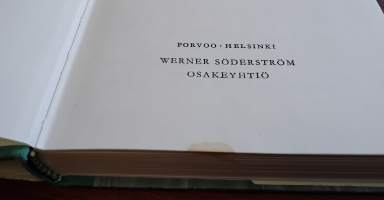 PORVOO · HELSINKI
WERNER SÖDERSTRÖM
OSAKEYHTIÖ